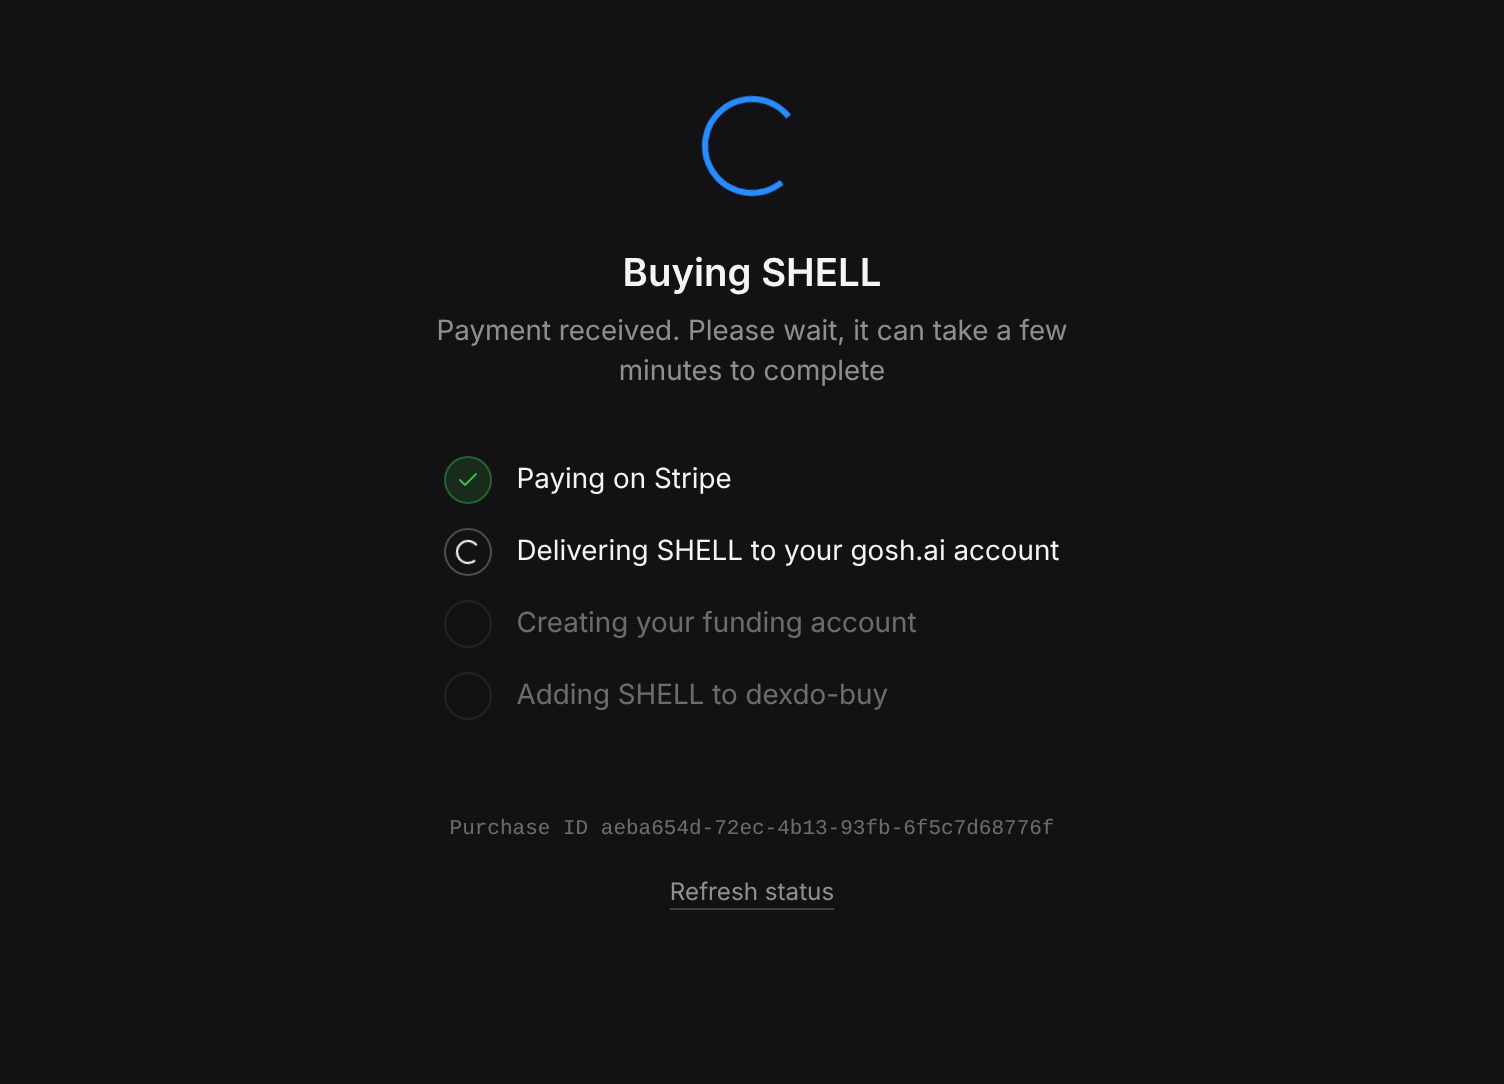 Buying SHELL
Payment received. Please wait, it can take a few
minutes to complete
Paying on Stripe
Delivering SHELL to your gosh.ai account
Creating your funding account
Adding SHELL to dexdo-buy
Purchase ID aeba654d-72ec-4b13-93fb-6f5c7d68776f
Refresh status